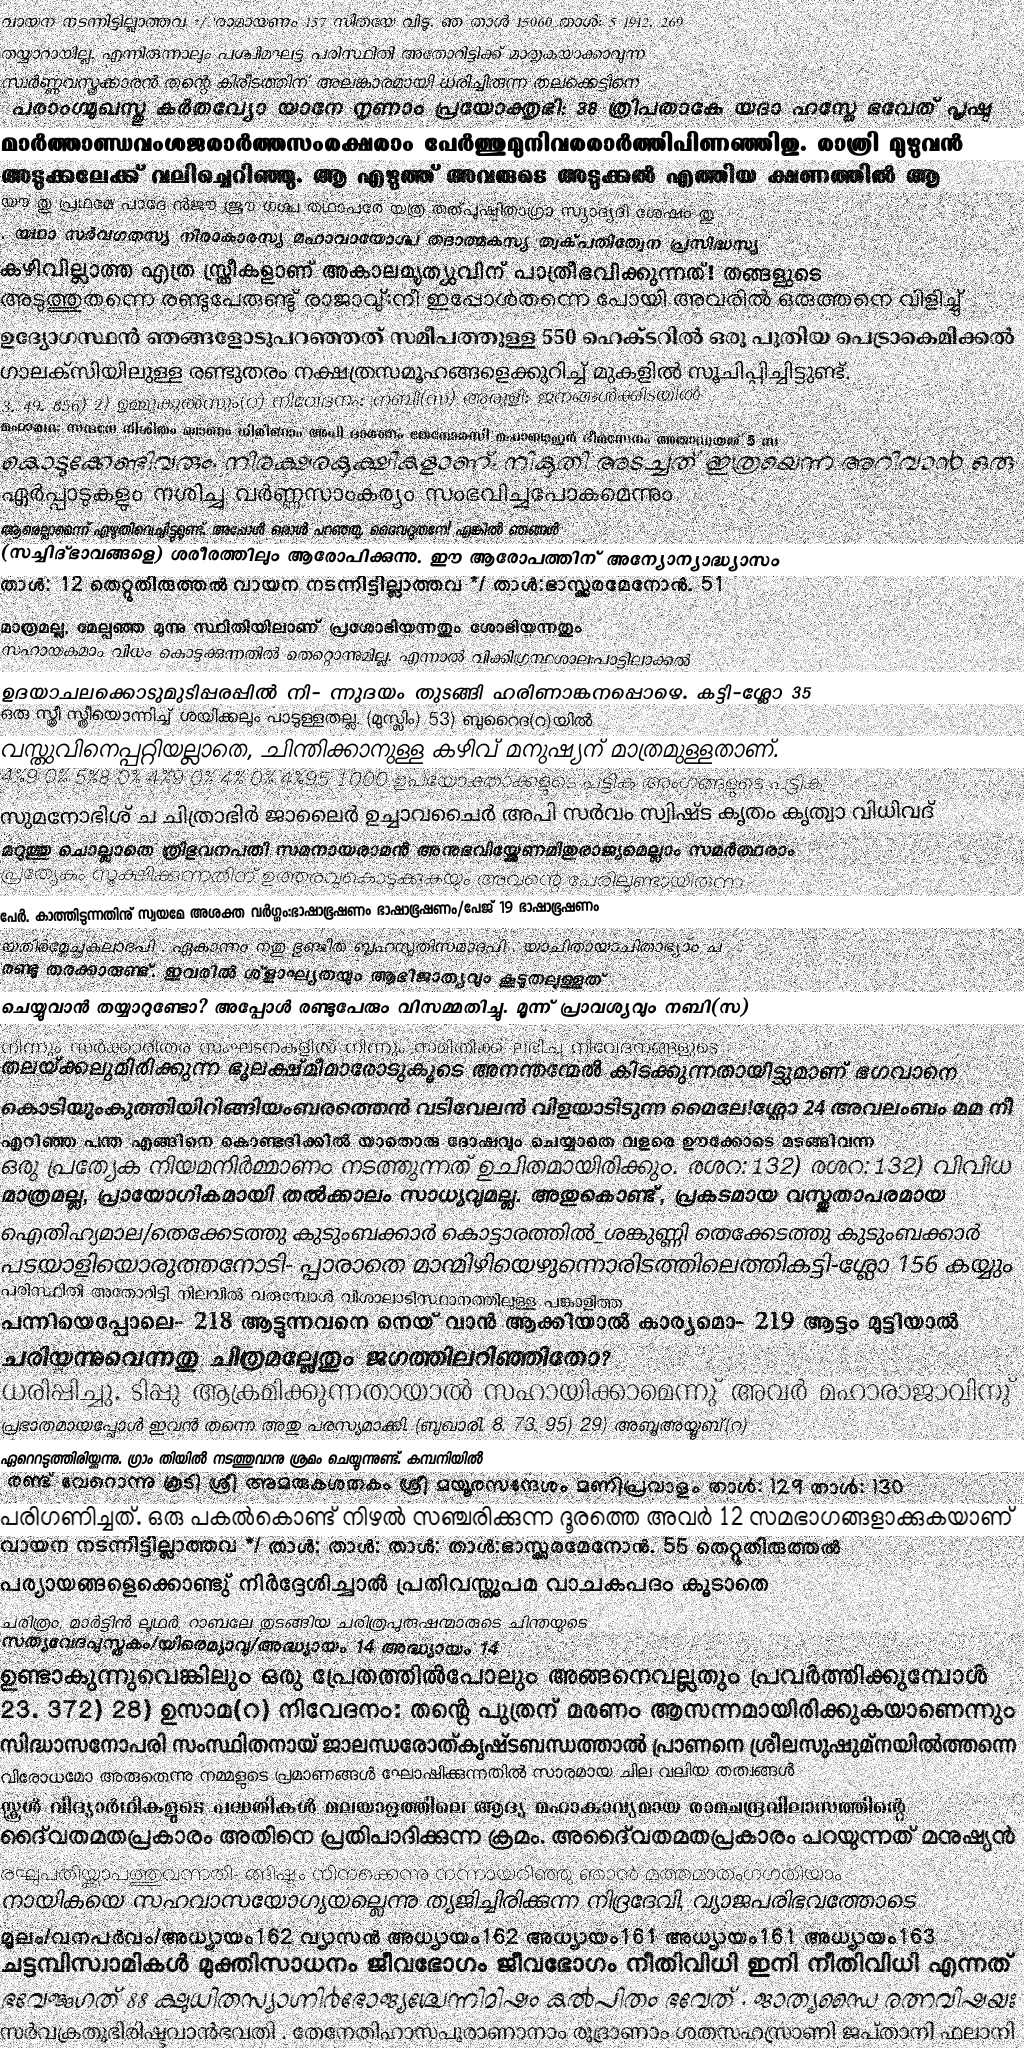 വായന നടന്നിട്ടില്ലാത്തവ */ 'രാമായണം 157 സീതയേ വിടൂ. ഞ താൾ 15060 താൾ: 5 1912. 269
തയ്യാറായില്ല. എന്നിരുന്നാലും പശ്ചിമഘട്ട പരിസ്ഥിതി അതോറിട്ടിക്ക് മാതൃകയാക്കാവുന്ന
സ്വർണ്ണവസ്ത്രക്കാരൻ തന്റെ കിരീടത്തിന് അലങ്കാരമായി ധരിച്ചിരുന്ന തലക്കെട്ടിനെ
പരാംഗ്മുഖസ്തു കർതവ്യോ യാനേ നൃണാം പ്രയോക്തൃഭി: 38 ത്രിപതാകേ യദാ ഹസ്തേ ഭവേത് പൃഷ്ഠ
മാർത്താണ്ഡവംശജരാർത്തസംരക്ഷരാം പേർത്തുമുനിവരരാർത്തിപിണഞ്ഞിതു. രാത്രി മുഴുവൻ
അടുക്കലേക്ക് വലിച്ചെറിഞ്ഞു. ആ എഴുത്ത് അവരുടെ അടുക്കൽ എത്തിയ ക്ഷണത്തിൽ ആ
തു പ്രഥമേ പാദേ തഥാപരേ യത്ര തത്പുഷ്പിതാഗ്രാ സ്യാദ്യദി ശേഷം തു
. യഥാ സർവഗതസ്യ നിരാകാരസ്യ മഹാവായോശ്ച തദാത്മകസ്യ ത്വക്പതിത്വേന പ്രസിദ്ധസ്യ
കഴിവില്ലാത്ത എത്ര സ്ത്രീകളാണ് അകാലമൃത്യുവിന് പാത്രീഭവിക്കുന്നത്! തങ്ങളുടെ
അടുത്തുതന്നെ രണ്ടുപേരുണ്ടു് രാജാവു്:നീ ഇപ്പോൾതന്നെ പോയി അവരിൽ ഒരുത്തനെ വിളിച്ചു്
ഉദ്യോഗസ്ഥൻ ഞങ്ങളോടുപറഞ്ഞത് സമീപത്തുള്ള 550 ഹെക്ടറിൽ ഒരു പുതിയ പെട്രാകെമിക്കൽ
ഗാലക്സിയിലുള്ള രണ്ടുതരം നക്ഷത്രസമൂഹങ്ങളെക്കുറിച്ച് മുകളിൽ സൂചിപ്പിച്ചിട്ടുണ്ട്.
3. 49. 856) 2) ഉമ്മുകുൽസും(റ) നിവേദനം: നബി(സ) അരുളി: ജനങ്ങൾക്കിടയിൽ
കൊട്ടുക്കേണ്ടിവരും. നിരക്ഷരകുക്ഷികളാണ്. നികുതി അടച്ചത് ഇത്രയെന്ന അറിവാൻ ഒരു
ഏർപ്പാടുകളും നശിച്ചു വർണ്ണസാംകര്യം സംഭവിച്ചുപോകമെന്നും
ആരെല്ലാമെന്ന് എഴുതിവെച്ചിട്ടുമുണ്ട്. അപ്പോൾ ഒരാൾ പറഞ്ഞു, ദൈവദൂതരേ! എങ്കിൽ ഞങ്ങൾ
(സച്ചിദ്ഭാവങ്ങളെ) ശരീരത്തിലും ആരോപിക്കുന്നു. ഈ ആരോപത്തിന് അന്യോന്യാദ്ധ്യാസം
താൾ: 12 തെറ്റുതിരുത്തൽ വായന നടന്നിട്ടില്ലാത്തവ */ താൾ:ഭാസ്ക്കരമേനോൻ. 51
മാത്രമല്ല, മേല്പഞ്ഞ മൂന്നു സ്ഥിതിയിലാണ് പ്രശോഭിയന്നതും ശോഭിയന്നതും
സഹായകമാം വിധം കൊടുക്കുന്നതിൽ തെറ്റൊന്നുമില്ല. എന്നാൽ വിക്കിഗ്രന്ഥശാല:പാട്ടിലാക്കൽ
ഉദയാചലക്കൊടുമുടിപ്പരപ്പിൽ നി- ന്നുദയം തുടങ്ങി ഹരിണാങ്കനപ്പൊഴെ. കട്ടി-ശ്ലോ 35
ഒരു സ്ത്രീ സ്ത്രീയൊന്നിച്ച് ശയിക്കലും പാടുള്ളതല്ല. (മുസ്ലിം) 53) ബുറൈദ(റ)യിൽ
വസ്തുവിനെപ്പറ്റിയല്ലാതെ, ചിന്തിക്കാനുള്ള കഴിവ് മനുഷ്യന് മാത്രമുള്ളതാണ്.
4%9 0% 5%8 0% 4%9 0% 4% 0% 4%95 1000 ഉപയോക്താക്കളുടെ പട്ടിക അംഗങ്ങളുടെ പട്ടിക
സുമനോഭിശ് ച ചിത്രാഭിർ ജാലൈർ ഉച്ചാവചൈർ അപി സർവം സ്വിഷ്ട കൃതം കൃത്വാ വിധിവദ്
മറുത്തു ചൊല്ലാതെ ത്രിഭുവനപതി സമനായരാമൻ അനുഭവിയ്ക്കേണമിതുരാജ്യമെല്ലാം സമർത്ഥരാം
പ്രത്യേകം സൂക്ഷിക്കുന്നതിന് ഉത്തരവുകൊടുക്കുകയും അവന്റെ പേരിലുണ്ടായിരുന്ന
പേർ. കാത്തിടുന്നതിനു് സ്വയമേ അശക്ത വർഗ്ഗം:ഭാഷാഭൂഷണം ഭാഷാഭൂഷണം/പേജ് 19 ഭാഷാഭൂഷണം
യതിർമ്ലേച്ഛകുലാദപി . ഏകാന്നം നതു ഭുഞ്ജീത ബൃഹസ്പതിസമാദപി . യാചിതായാചിതാഭ്യാം ച
രണ്ടു തരക്കാരുണ്ട്. ഇവരിൽ ശ്ളാഘ്യതയും ആഭിജാത്യവും കൂടുതലുള്ളത്
ചെയ്യുവാൻ തയ്യാറുണ്ടോ? അപ്പോൾ രണ്ടുപേരും വിസമ്മതിച്ചു. മൂന്ന് പ്രാവശ്യവും നബി(സ)
നിന്നും സർക്കാരിതര സംഘടനകളിൽ നിന്നും സമിതിക്ക് ലഭിച്ച നിവേദനങ്ങളുടെ
തലയ്ക്കലുമിരിക്കുന്ന ഭൂലക്ഷ്മീമാരോടുകൂടെ അനന്തന്മേൽ കിടക്കുന്നതായിട്ടുമാണ് ഭഗവാനെ
കൊടിയുംകുത്തിയിറിങ്ങിയംബരത്തെൻ വടിവേലൻ വിളയാടിടുന്ന മൈലേ!ശ്ലോ 24 അവലംബം മമ നീ
എറിഞ്ഞ പന്ത എങ്ങിനെ കൊണ്ടദിക്കിൽ യാതൊരു ദോഷവും ചെയ്യാതെ വളരെ ഊക്കോടെ മടങ്ങിവന്ന
ഒരു പ്രത്യേക നിയമനിർമ്മാണം നടത്തുന്നത് ഉചിതമായിരിക്കും. രശറ:132) രശറ:132) വിവിധ
മാത്രമല്ല, പ്രായോഗികമായി തൽക്കാലം സാധ്യവുമല്ല. അതുകൊണ്ട്, പ്രകടമായ വസ്തുതാപരമായ
ഐതിഹ്യമാല/തെക്കേടത്തു കുടുംബക്കാർ കൊട്ടാരത്തിൽ_ശങ്കുണ്ണി തെക്കേടത്തു കുടുംബക്കാർ
പടയാളിയൊരുത്തനോടി- പ്പാരാതെ മാന്മിഴിയെഴുന്നൊരിടത്തിലെത്തികട്ടി-ശ്ലോ 156 കയ്യും
പരിസ്ഥിതി അതോറിട്ടി നിലവിൽ വരുമ്പോൾ വിശാലാടിസ്ഥാനത്തിലുള്ള പങ്കാളിത്ത
പന്നിയെപ്പോലെ- 218 ആട്ടുന്നവനെ നെയ് വാൻ ആക്കിയാൽ കാര്യമൊ- 219 ആട്ടം മുട്ടിയാൽ
ചരിയുന്നുവെന്നതു ചിത്രമല്ലേതും ജഗത്തിലറിഞ്ഞിതോ?
ധരിപ്പിച്ചു. ടിപ്പു ആക്രമിക്കുന്നതായാൽ സഹായിക്കാമെന്നു് അവർ മഹാരാജാവിനു്
പ്രഭാതമായപ്പോൾ ഇവൻ തന്നെ അതു പരസ്യമാക്കി. (ബുഖാരി. 8. 73. 95) 29) അബൂഅയ്യൂബ്(റ)
ഏറെറടുത്തിരിയ്ക്കുന്നു. ഗ്രാം തിയിൽ നടത്തുവാനു ശ്രമം ചെയ്യുന്നുണ്ട്. കമ്പനിയിൽ
രണ്ട് വേറൊന്നു കൂടി ശ്രീ അമരുകശതകം ശ്രീ മയൂരസന്ദേശം മണിപ്രവാളം താൾ: 129 താൾ: 130
പരിഗണിച്ചത്. ഒരു പകൽകൊണ്ട് നിഴൽ സഞ്ചരിക്കുന്ന ദൂരത്തെ അവർ 12 സമഭാഗങ്ങളാക്കുകയാണ്
വായന നടന്നിട്ടില്ലാത്തവ */ താൾ: താൾ: താൾ: താൾ:ഭാസ്ക്കരമേനോൻ. 55 തെറ്റുതിരുത്തൽ
പര്യായങ്ങളെക്കൊണ്ടു് നിർദ്ദേശിച്ചാൽ പ്രതിവസ്തൂപമ വാചകപദം കൂടാതെ
ചരിത്രം, മാർട്ടിൻ ലൂഥർ, റാബലേ തുടങ്ങിയ ചരിത്രപുരുഷന്മാരുടെ ചിന്തയുടെ
സത്യവേദപുസ്തകം/യിരെമ്യാവു/അദ്ധ്യായം 14 അദ്ധ്യായം 14
ഉണ്ടാകുന്നുവെങ്കിലും ഒരു പ്രേതത്തിൽപോലും അങ്ങനെവല്ലതും പ്രവർത്തിക്കുമ്പോൾ
23. 372) 28) ഉസാമ(റ) നിവേദനം: തന്റെ പുത്രന് മരണം ആസന്നമായിരിക്കുകയാണെന്നും
സിദ്ധാസനോപരി സംസ്ഥിതനായ് ജാലന്ധരോത്കൃഷ്ടബന്ധത്താൽ പ്രാണനെ ശ്രീലസുഷുമ്നയിൽത്തന്നെ
വിരോധമോ അരുതെന്നു നമ്മളുടെ പ്രമാണങ്ങൾ ഘോഷിക്കുന്നതിൽ സാരമായ ചില വലിയ തത്വങ്ങൾ
സ്കൂൾ വിദ്യാർഥികളുടെ പദ്ധതികൾ മലയാളത്തിലെ ആദ്യ മഹാകാവ്യമായ രാമചന്ദ്രവിലാസത്തിന്റെ
ദ്വൈതമതപ്രകാരം അതിനെ പ്രതിപാദിക്കുന്ന ക്രമം. അദ്വൈതമതപ്രകാരം പറയുന്നത് മനുഷ്യൻ
രഘുപതിയ്ക്കാപത്തുവന്നതി- ങ്ങിഷ്ടം നിനക്കെന്നു നന്നായറിഞ്ഞു ഞാൻ മത്തമാതംഗഗതിയാം
നായികയെ സഹവാസയോഗ്യയല്ലെന്നു ത്യജിച്ചിരിക്കുന്ന നിദ്രദേവി, വ്യാജപരിഭവത്തോടെ
മൂലം/വനപർവം/അധ്യായം162 വ്യാസൻ അധ്യായം162 അധ്യായം161 അധ്യായം161 അധ്യായം163
ചട്ടമ്പിസ്വാമികൾ മുക്തിസാധനം ജീവഭോഗം ജീവഭോഗം നീതിവിധി ഇനി നീതിവിധി എന്നത്
ഭവേജ്ജഗത് 88 ക്ഷുധിതസ്യാഗ്നിർഭോജ്യശ്ചേന്നിമിഷം കൽപിതം ഭവേത് . ജാത്യന്ധൈ രത്നവിഷയഃ
സർവക്രതുഭിരിഷ്ടവാൻഭവതി . തേനേതിഹാസപുരാണാനാം രുദ്രാണാം ശതസഹസ്രാണി ജപ്താനി ഫലാനി